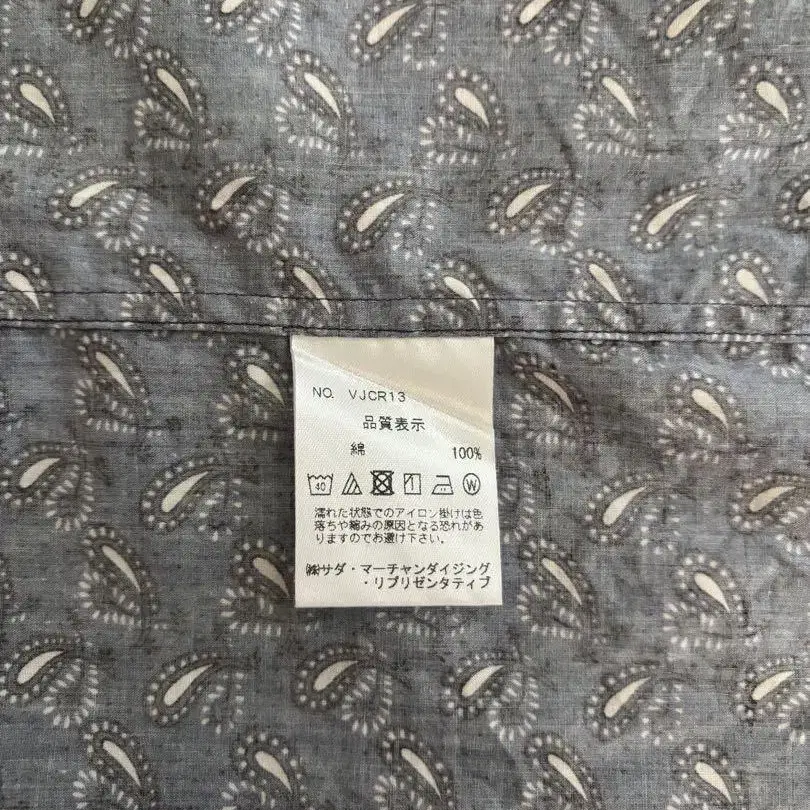 NO. VJCR13
品質表示
綿 100%
40 W
濡れた状態でのアイロン掛けは色
落ちや縮みの原因となる恐れがあ
りますのでお避け下さい。
㈱サダ・マーチャンダイジング
・リプリゼンタティブ